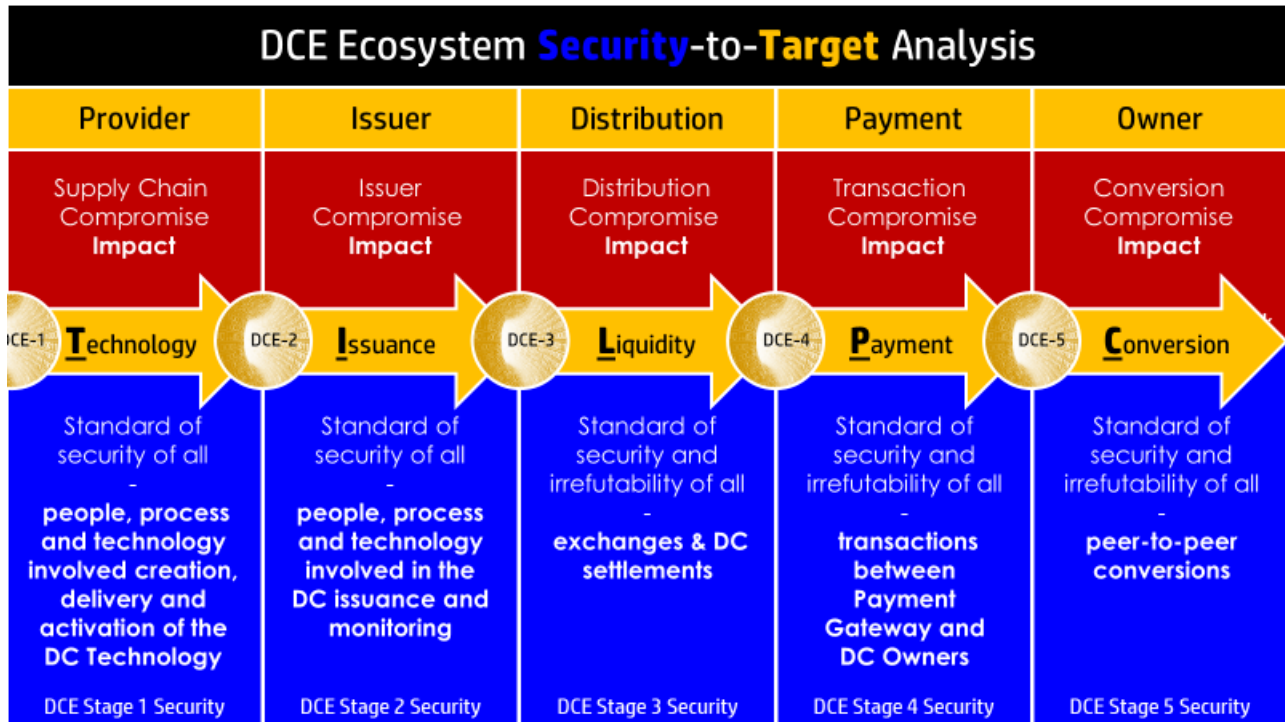 DCE Ecosystem Security-to-Target Analysis
Provider
Issuer
Distribution
Payment
Owner
Supply Chain
Compromise
Impact
Issuer
Compromise
Impact
Distribution
Compromise
Impact
Transaction
Compromise
Impact
Conversion
Compromise
Impact
DCE-1
Technology
DCE-2
Issuance
DCE-3
Liquidity
DCE-4
Payment
DCE-5
Conversion
Standard of
security of all
-
people, process
and technology
involved creation,
delivery and
activation of the
DC Technology
Standard of
security of all
-
people, process
and technology
involved in the
DC issuance and
monitoring
Standard of
security and
irrefutability of all
-
exchanges & DC
settlements
Standard of
security and
irrefutability of all
-
transactions
between
Payment
Gateway and
DC Owners
Standard of
security and
irrefutability of all
-
peer-to-peer
conversions
DCE Stage 1 Security
DCE Stage 2 Security
DCE Stage 3 Security
DCE Stage 4 Security
DCE Stage 5 Security